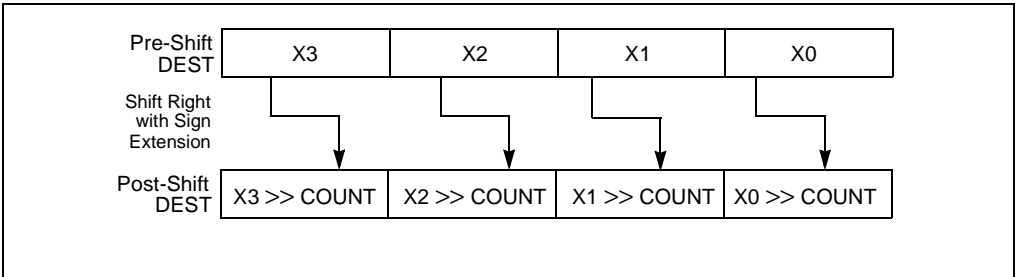 Pre-Shift
DEST
X3 X2 X1 X0
Shift Right
with Sign
Extension
Post-Shift
DEST
X3 >> COUNT X2 >> COUNT X1 >> COUNT X0 >> COUNT